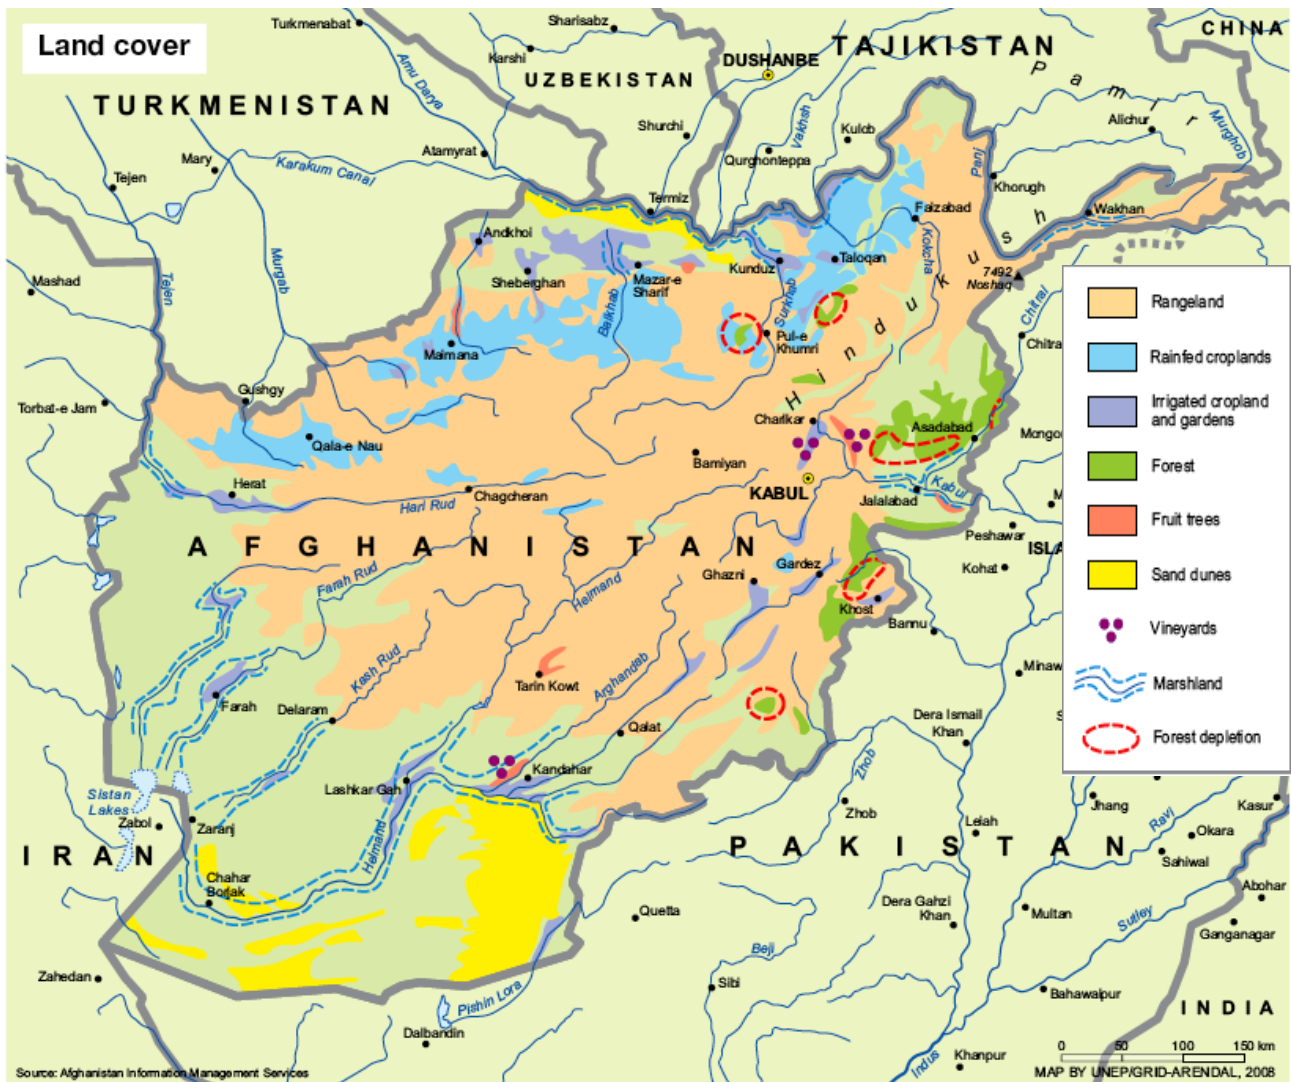 Land cover
Turkmenabat
Sharisabz
CHINA
Karshi
DUSHANBE
TAJIKISTAN
UZBEKISTAN
Amu Darya
Pamir
TURKMENISTAN
Shurchi
Vakhsh
Kulob
Alichur
Murghob
Mary
Atamyrat
Qurghonteppa
Panj
Tejen
Karakum Canal
Khorugh
Termiz
Faizabad
Wakhan
Andkhoi
Kokcha
Hindukush
Murgab
Mashad
Tejen
Sheberghan
Mazar-e
Sharif
Kunduz
Taloqan
7492
Noshaq
Balkhab
Surkhab
Chitral
Maimana
Pul-e
Khumri
Chitra
Gushgy
Torbat-e Jam
Charikar
Asadabad
Qala-e Nau
Bamiyan
Mongo
Herat
Chagcheran
KABUL
Kabul
Jalalabad
M
Hari Rud
Peshawar
AFGHANISTAN
ISLA
Farah Rud
Ghazni
Gardez
Kohat
Helmand
Khost
Bannu
Kash Rud
Tarin Kowt
Arghandab
Minaw
Farah
Delaram
Qalat
Dera Ismail
Khan
S
Zhob
Kandahar
Lashkar Gah
Sistan
Lakes
Zabol
Zaranj
Helmand
Zhob
Leiah
Jhang
Ravi
Kasur
Okara
Sahiwal
IRAN
PAKISTAN
Chahar
Borjak
Abohar
Quetta
Dera Gahzi
Khan
Multan
Sutley
Ganganagar
Beji
Zahedan
Sibi
Pishin Lora
Bahawalpur
INDIA
Dalbandin
Indus
Khanpur
Rangeland
Rainfed croplands
Irrigated cropland
and gardens
Forest
Fruit trees
Sand dunes
Vineyards
Marshland
Forest depletion
0 50 100 150 km
Source: Afghanistan Information Management Services
MAP BY UNEP/GRID-ARENDAL, 2008